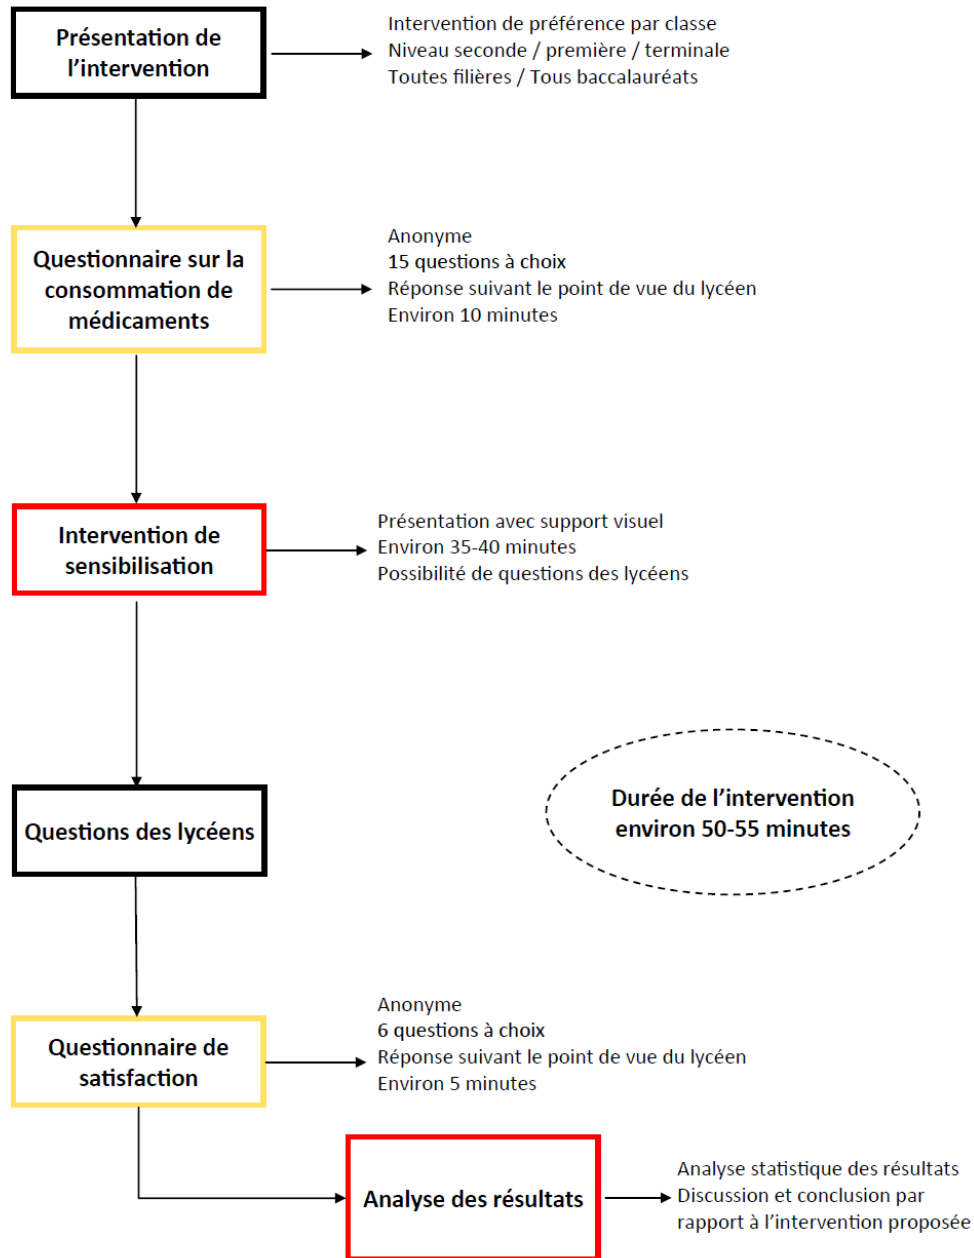 Présentation de
l'intervention
Intervention de préférence par classe
Niveau seconde / première / terminale
Toutes filières / Tous baccalauréats
Questionnaire sur la
consommation de
médicaments
Anonyme
15 questions à choix
Réponse suivant le point de vue du lycéen
Environ 10 minutes
Intervention de
sensibilisation
Présentation avec support visuel
Environ 35-40 minutes
Possibilité de questions des lycéens
Questions des lycéens
Durée de l'intervention
environ 50-55 minutes
Questionnaire de
satisfaction
Anonyme
6 questions à choix
Réponse suivant le point de vue du lycéen
Environ 5 minutes
Analyse des résultats
Analyse statistique des résultats
Discussion et conclusion par
rapport à l'intervention proposée